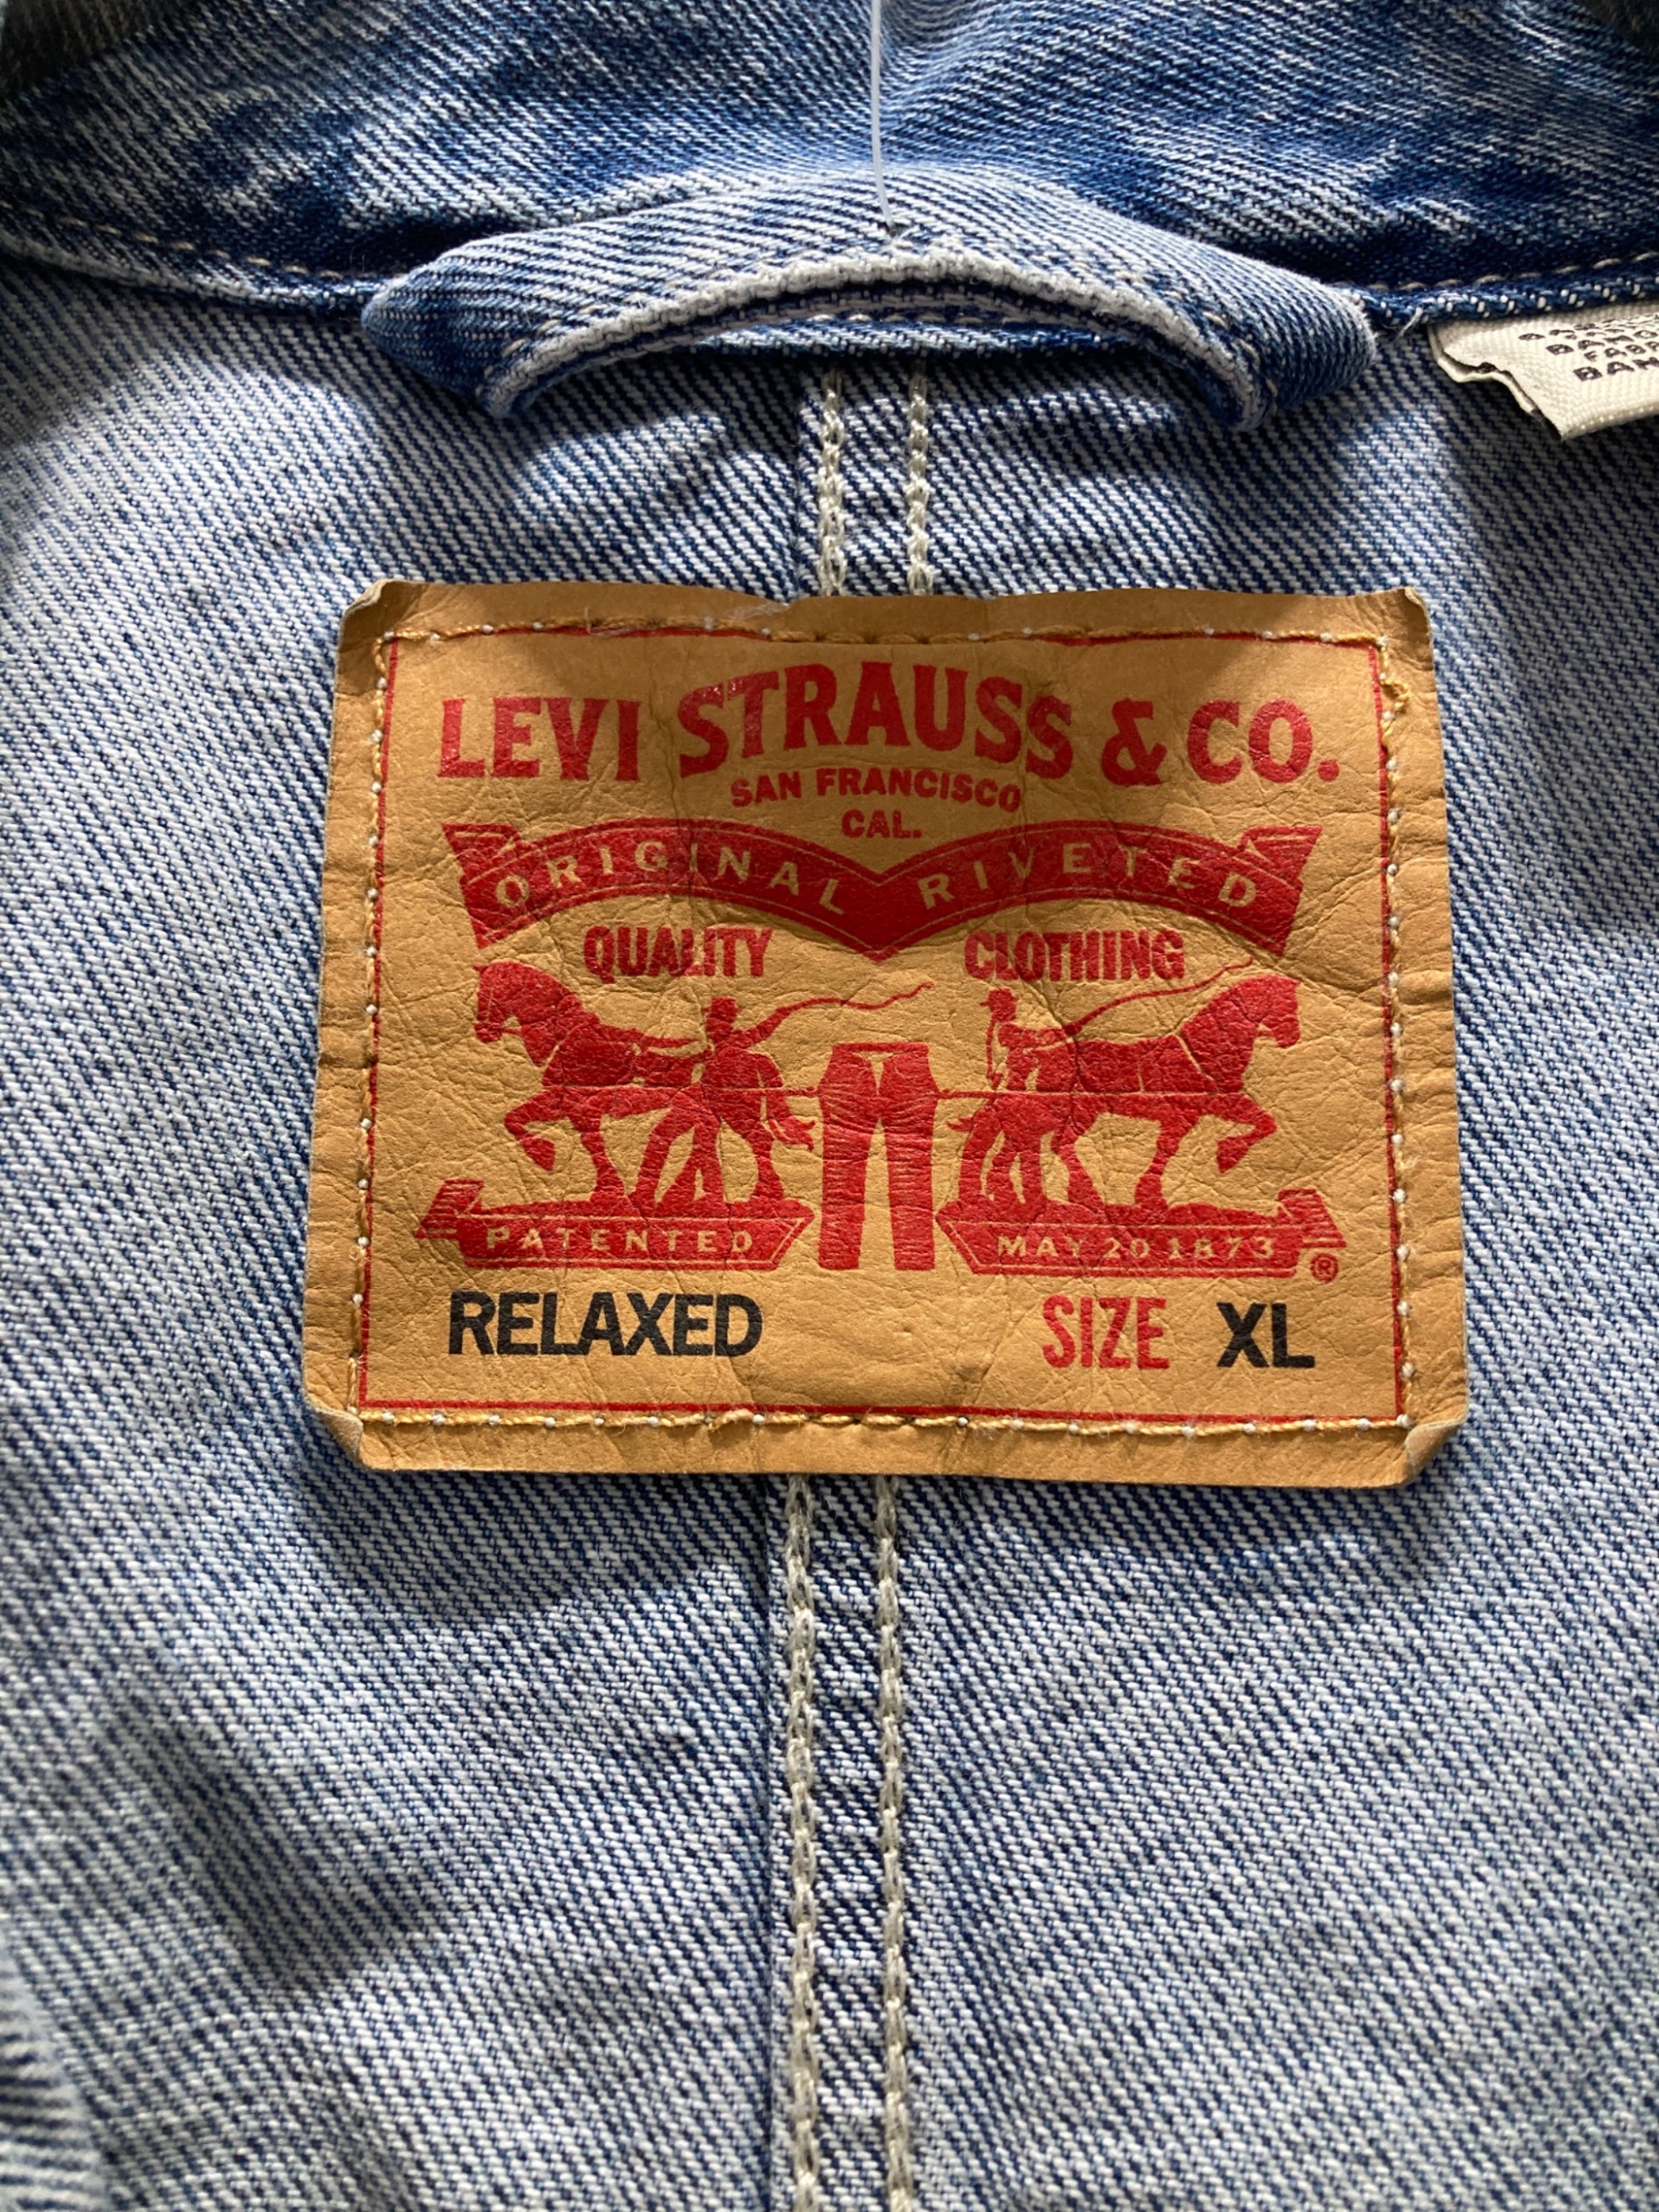 LEVI STRAUSS & CO.
SAN FRANCISCO
CAL.
ORIGINAL RIVETED
QUALITY CLOTHING
PATENTED MAY 20 1873
®
RELAXED SIZE XL